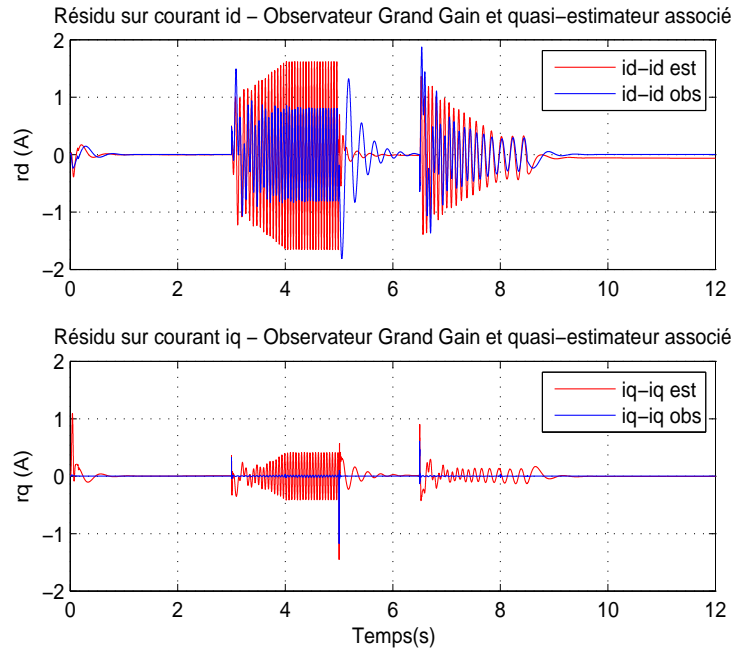 Résidu sur courant id − Observateur Grand Gain et quasi−estimateur associé
2
1
0
−1
−2
rd (A)
id−id est
id−id obs
0 2 4 6 8 10 12
Résidu sur courant iq − Observateur Grand Gain et quasi−estimateur associé
2
1
0
−1
−2
rq (A)
iq−iq est
iq−iq obs
0 2 4 6 8 10 12
Temps(s)